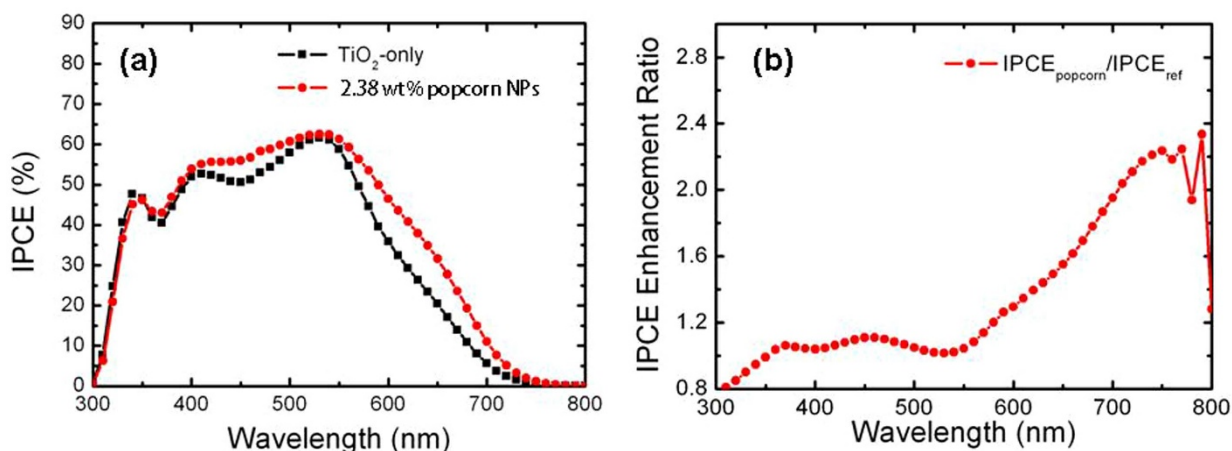 (a)
TiO₂-only
2.38 wt% popcorn NPs
90
80
70
60
50
40
30
20
10
0
IPCE (%)
300 400 500 600 700 800
Wavelength (nm)
(b)
IPCE_popcorn/IPCE_ref
2.8
2.4
2.0
1.6
1.2
0.8
IPCE Enhancement Ratio
300 400 500 600 700 800
Wavelength (nm)